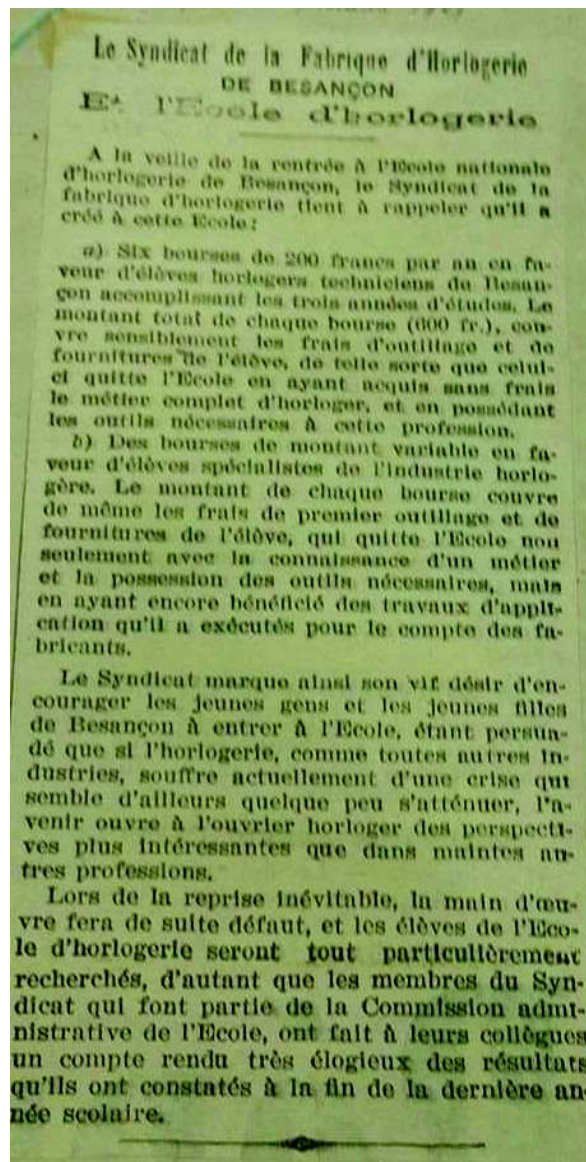 Le Syndicat de la Fabrique d'Horlogerie
DE BESANÇON
Et l'Ecole d'horlogerie
A la veille de la rentrée à l'Ecole nationale
d'horlogerie de Besançon, le Syndicat de la
fabrique d'horlogerie tient à rappeler qu'il a
créé à cette Ecole :
a) Six bourses de 200 francs par an en fa-
veur d'élèves horlogers techniciens de Besan-
çon accomplissant les trois années d'études. Le
montant total de chaque bourse (600 fr.), cou-
vre sensiblement les frais d'outillage et de
fournitures de l'élève, de telle sorte que celui-
ci quitte l'Ecole en ayant acquis sans frais
le métier complet d'horloger, et en possédant
les outils nécessaires à cette profession.
b) Des bourses de montant variable en fa-
veur d'élèves spécialistes de l'industrie horlo-
gère. Le montant de chaque bourse couvre
de même les frais de premier outillage et de
fournitures de l'élève, qui quitte l'Ecole non
seulement avec la connaissance d'un métier
et la possession des outils nécessaires, mais
en ayant encore bénéficié des travaux d'appli-
cation qu'il a exécutés pour le compte des fa-
bricants.
Le Syndicat marque ainsi son vif désir d'en-
courager les jeunes gens et les jeunes filles
de Besançon à entrer à l'Ecole, étant persua-
dé que si l'horlogerie, comme toutes autres in-
dustries, souffre actuellement d'une crise qui
semble d'ailleurs quelque peu s'atténuer, l'a-
venir ouvre à l'ouvrier horloger des perspecti-
ves plus intéressantes que dans maintes au-
tres professions.
Lors de la reprise inévitable, la main d'œu-
vre fera de suite défaut, et les élèves de l'Eco-
le d'horlogerie seront tout particulièrement
recherchés, d'autant que les membres du Syn-
dicat qui font partie de la Commission admi-
nistrative de l'Ecole, ont fait à leurs collègues
un compte rendu très élogieux des résultats
qu'ils ont constatés à la fin de la dernière an-
née scolaire.